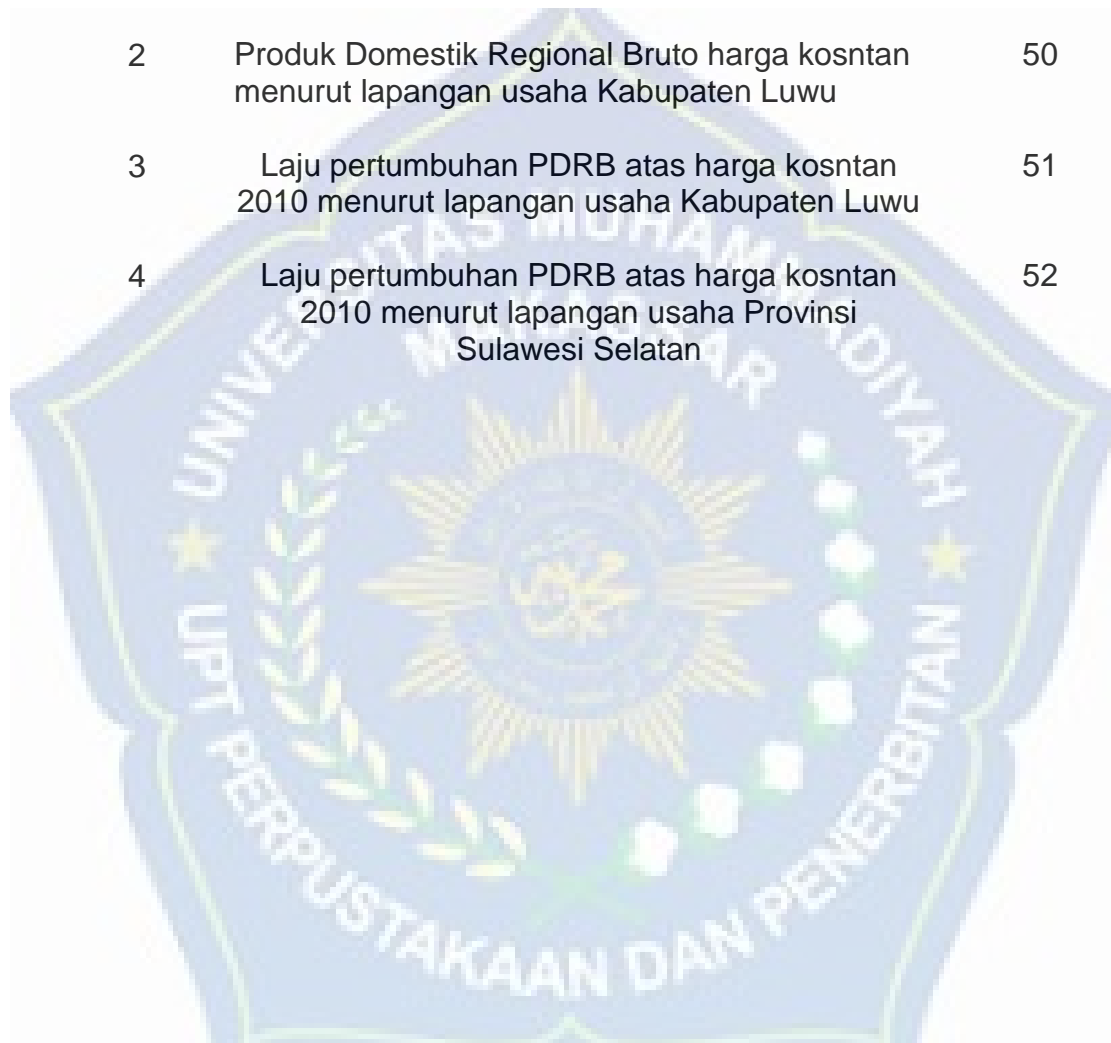 2 Produk Domestik Regional Bruto harga kosntan 50
menurut lapangan usaha Kabupaten Luwu
3 Laju pertumbuhan PDRB atas harga kosntan 51
2010 menurut lapangan usaha Kabupaten Luwu
4 Laju pertumbuhan PDRB atas harga kosntan 52
2010 menurut lapangan usaha Provinsi
Sulawesi Selatan
UNIVERSITAS MUHAMMADIYAH
MAKASSAR
UPT PERPUSTAKAAN DAN PENERBITAN